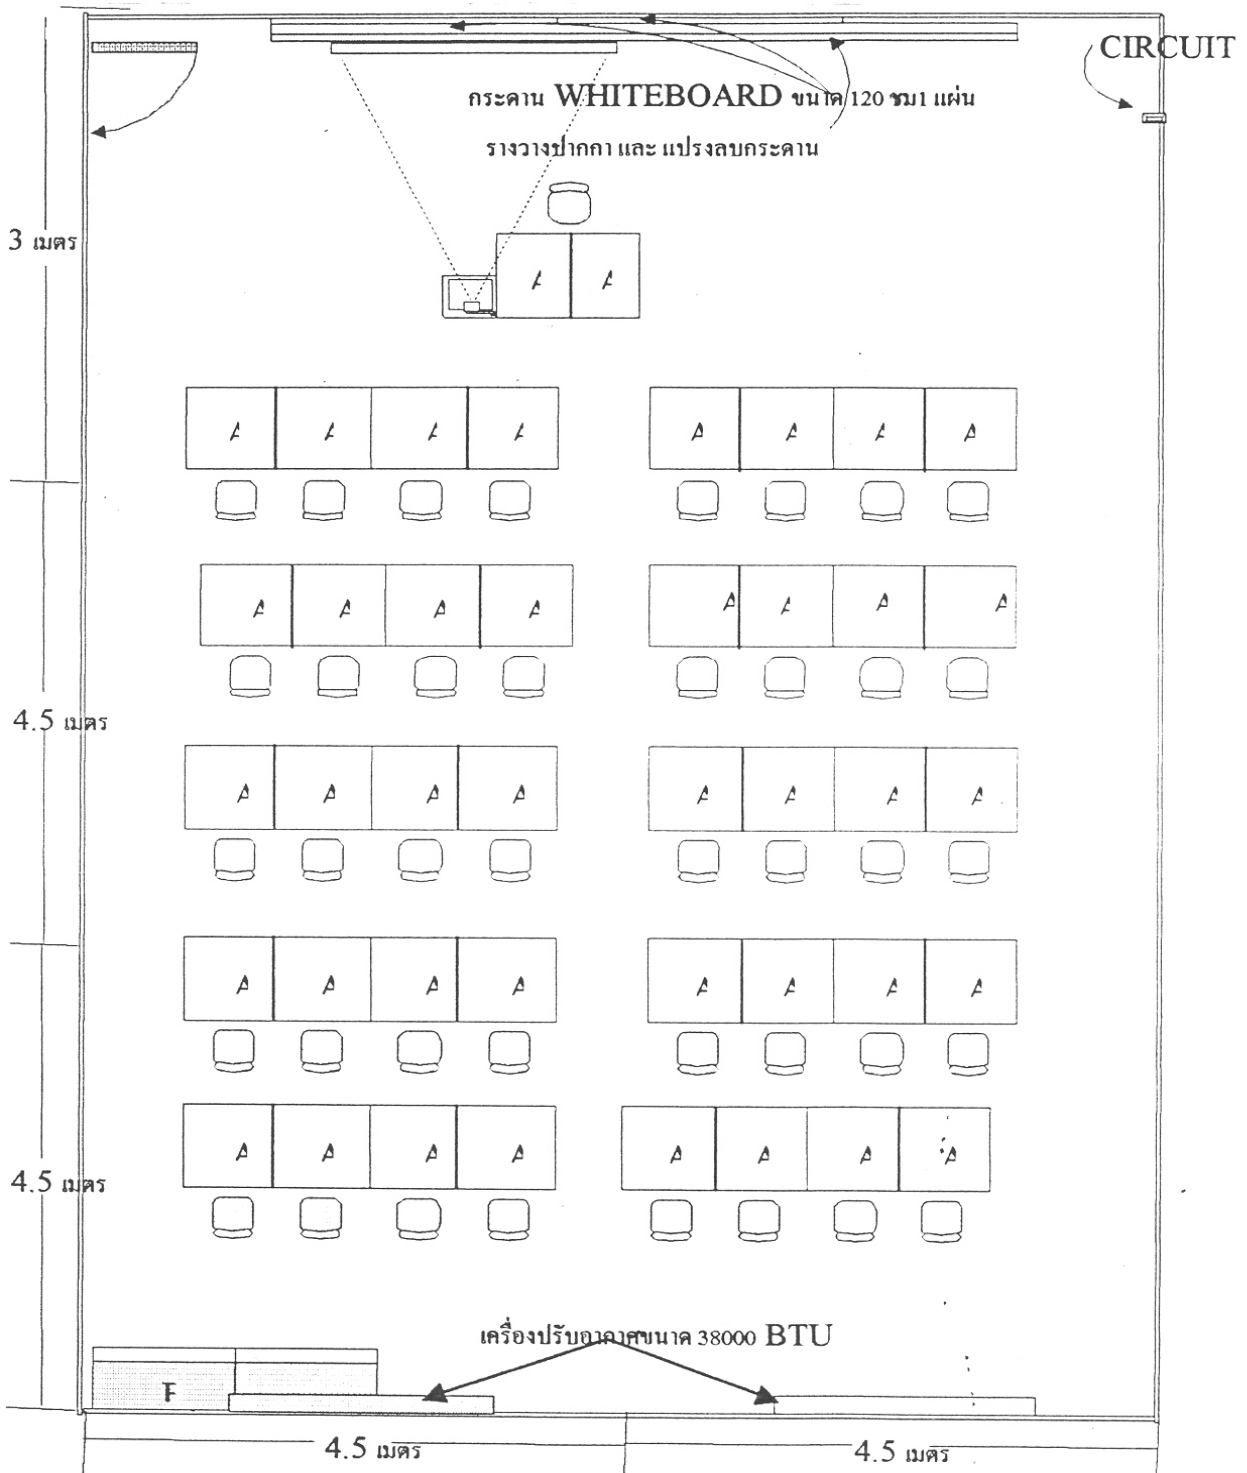 CIRCUIT
กระดาน WHITEBOARD ขนาด 120 ซม1 แผ่น
รางวางปากกา และ แปรงลบกระดาน
3 เมตร
A A
A A A A A A A A
A A A A A A A A
4.5 เมตร
A A A A A A A A
A A A A A A A A
A A A A A A A A
4.5 เมตร
เครื่องปรับอากาศขนาด 38000 BTU
F
4.5 เมตร
4.5 เมตร